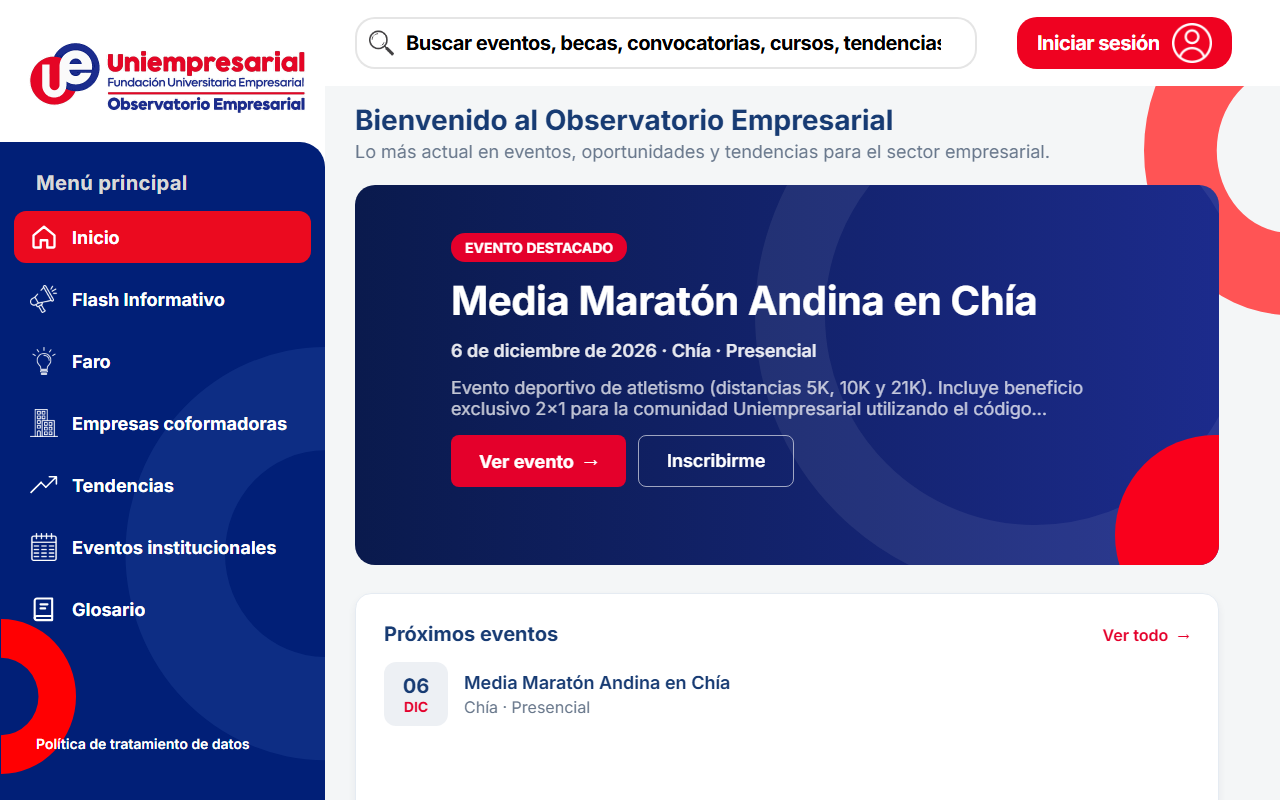 ue Uniempresarial
Fundación Universitaria Empresarial
Observatorio Empresarial
Buscar eventos, becas, convocatorias, cursos, tendencias
Iniciar sesión
Menú principal
Inicio
Flash Informativo
Faro
Empresas coformadoras
Tendencias
Eventos institucionales
Glosario
Política de tratamiento de datos
Bienvenido al Observatorio Empresarial
Lo más actual en eventos, oportunidades y tendencias para el sector empresarial.
EVENTO DESTACADO
Media Maratón Andina en Chía
6 de diciembre de 2026 · Chía · Presencial
Evento deportivo de atletismo (distancias 5K, 10K y 21K). Incluye beneficio
exclusivo 2×1 para la comunidad Uniempresarial utilizando el código...
Ver evento →
Inscribirme
Próximos eventos
Ver todo →
06
DIC
Media Maratón Andina en Chía
Chía · Presencial